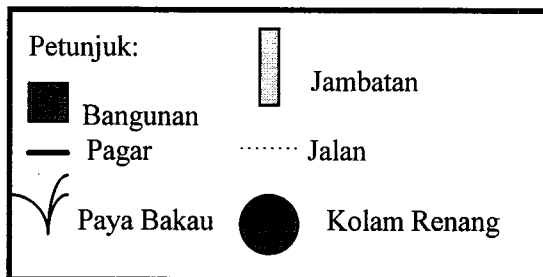 Petunjuk:
Jambatan
Bangunan
Pagar
Jalan
Paya Bakau
Kolam Renang